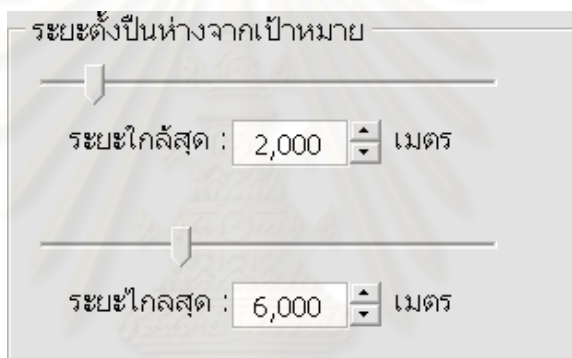 ระยะตั้งปืนห่างจากเป้าหมาย
ระยะใกล้สุด : 2,000 เมตร
ระยะไกลสุด : 6,000 เมตร